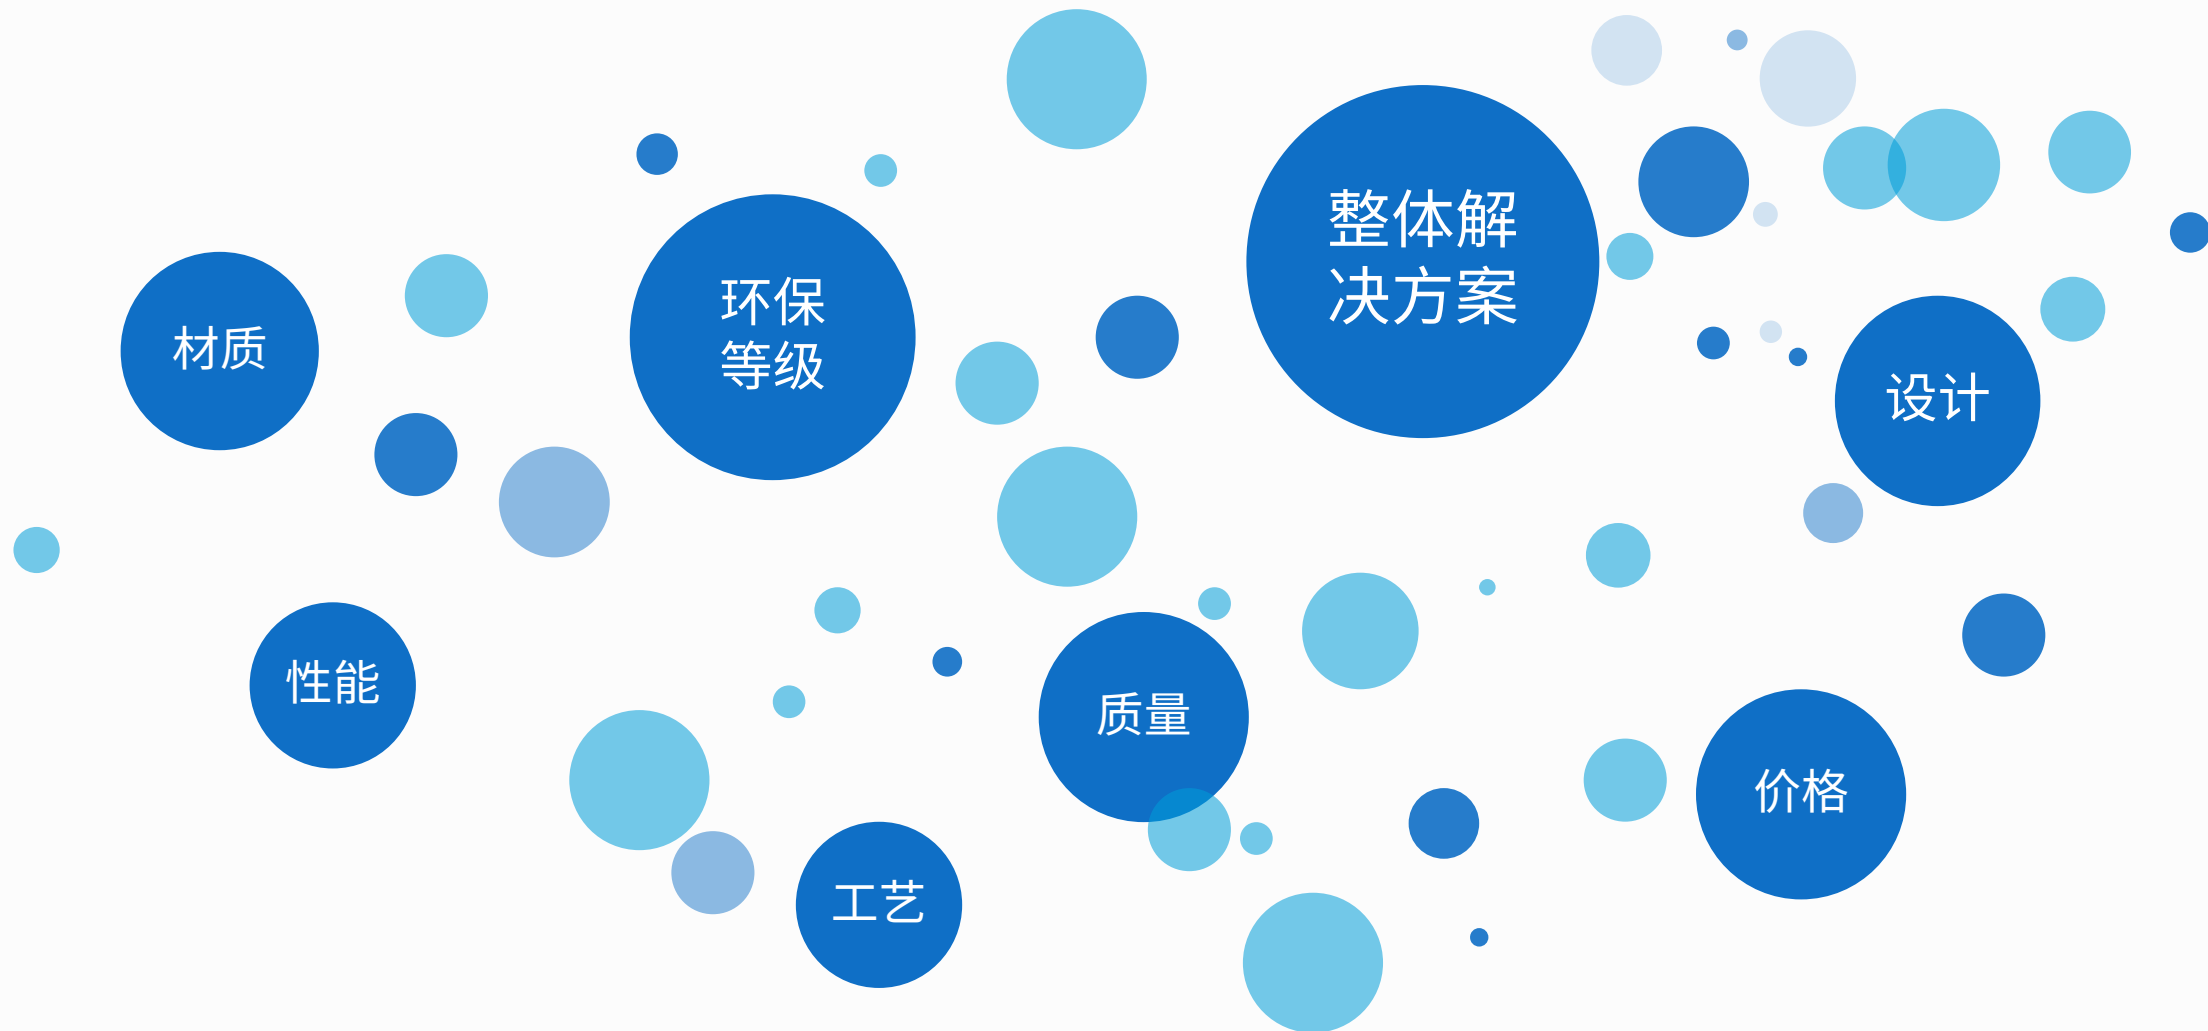 整体解
决方案
环保
等级
材质
设计
性能
质量
价格
工艺